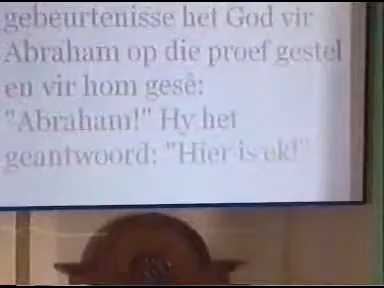 gebeurtenisse het God vir
Abraham op die proef gestel
en vir hom gesê:
"Abraham!" Hy het
geantwoord: "Hier is ek!"